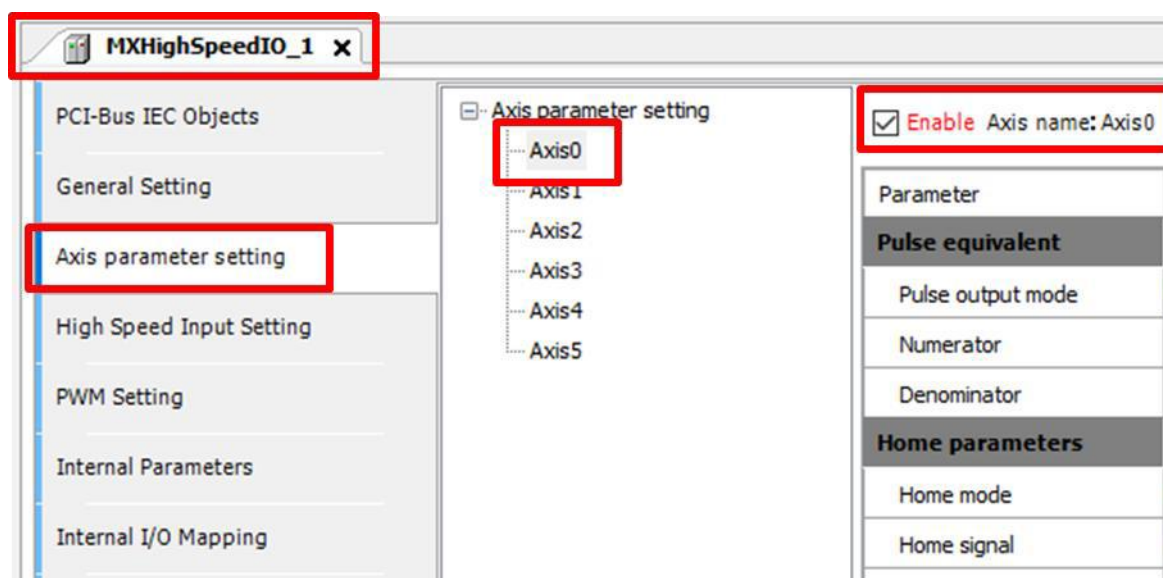 MXHighSpeedIO_1 x
PCI-Bus IEC Objects
General Setting
Axis parameter setting
High Speed Input Setting
PWM Setting
Internal Parameters
Internal I/O Mapping
Axis parameter setting
Axis0
Axis1
Axis2
Axis3
Axis4
Axis5
Enable Axis name: Axis0
Parameter
Pulse equivalent
Pulse output mode
Numerator
Denominator
Home parameters
Home mode
Home signal